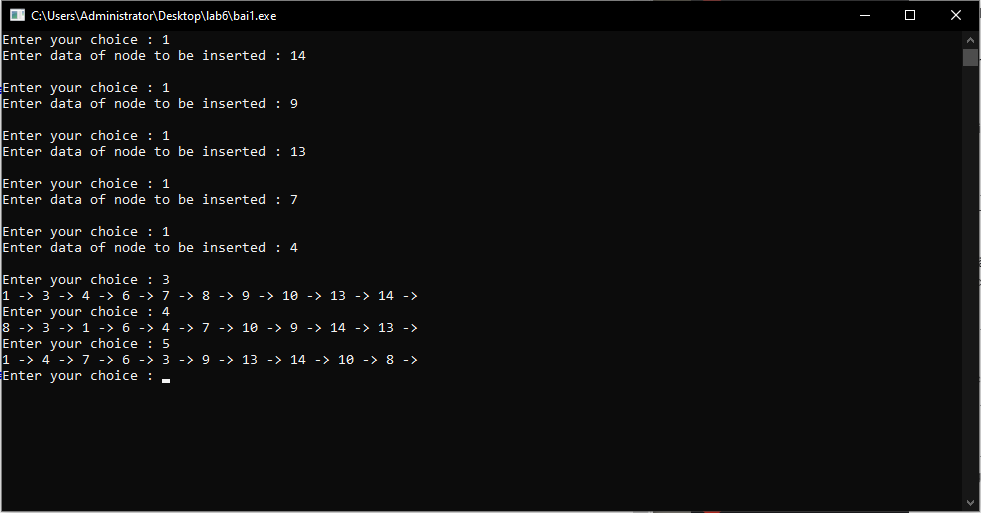 C:\Users\Administrator\Desktop\lab6\bai1.exe
Enter your choice : 1
Enter data of node to be inserted : 14
Enter your choice : 1
Enter data of node to be inserted : 9
Enter your choice : 1
Enter data of node to be inserted : 13
Enter your choice : 1
Enter data of node to be inserted : 7
Enter your choice : 1
Enter data of node to be inserted : 4
Enter your choice : 3
1 -> 3 -> 4 -> 6 -> 7 -> 8 -> 9 -> 10 -> 13 -> 14 ->
Enter your choice : 4
8 -> 3 -> 1 -> 6 -> 4 -> 7 -> 10 -> 9 -> 14 -> 13 ->
Enter your choice : 5
1 -> 4 -> 7 -> 6 -> 3 -> 9 -> 13 -> 14 -> 10 -> 8 ->
Enter your choice :